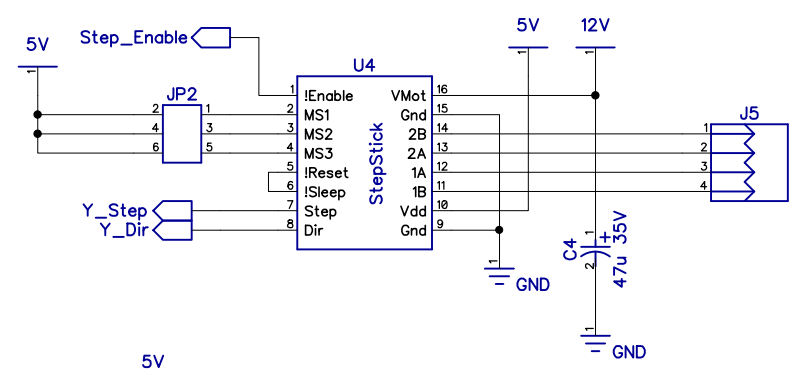 5V
Step_Enable
5V
12V
U4
JP2
J5
1
1
1
1 !Enable
VMot 16
2 1
2 MS1
Gnd 15
4 3
3 MS2
2B 14
1
6 5
4 MS3
2A 13
2
5 !Reset
1A 12
3
6 !Sleep
1B 11
4
StepStick
Y_Step
7 Step
Vdd 10
Y_Dir
8 Dir
Gnd 9
1
GND
C4
1
+
2
47u 35V
1
GND
5V